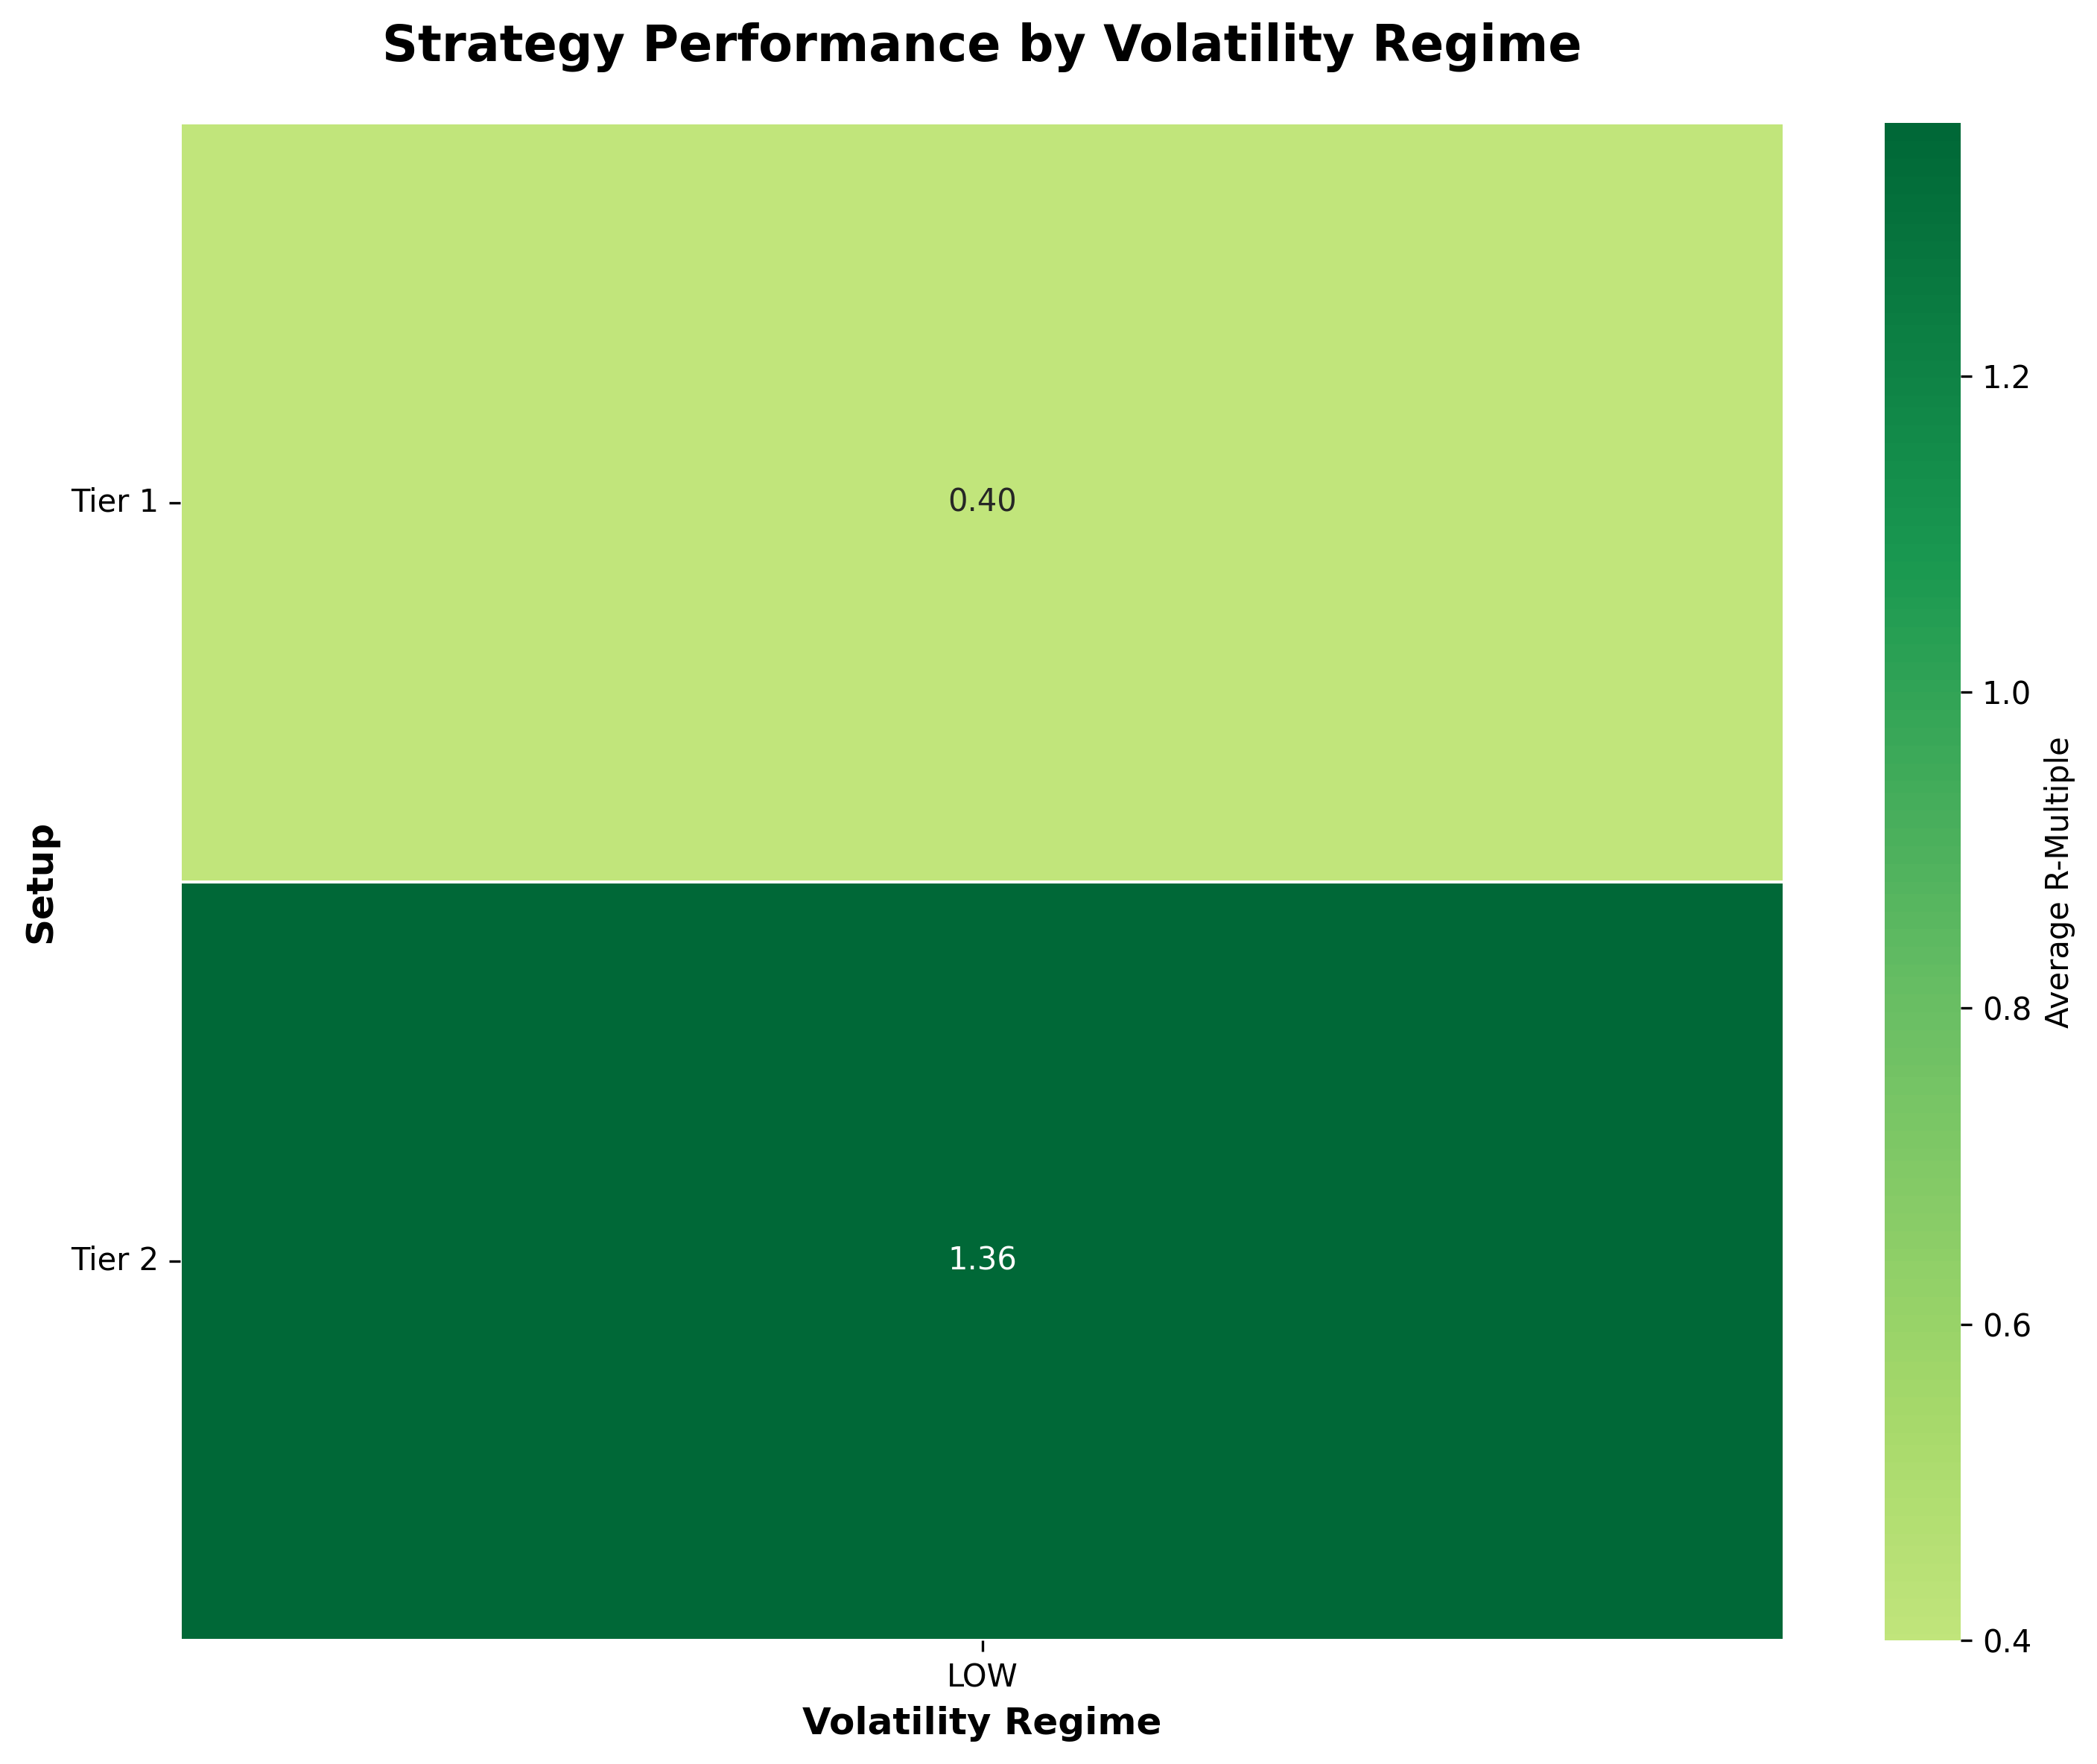 Strategy Performance by Volatility Regime
Setup
Tier 1
0.40
Tier 2
1.36
LOW
Volatility Regime
1.2
1.0
0.8
0.6
0.4
Average R-Multiple